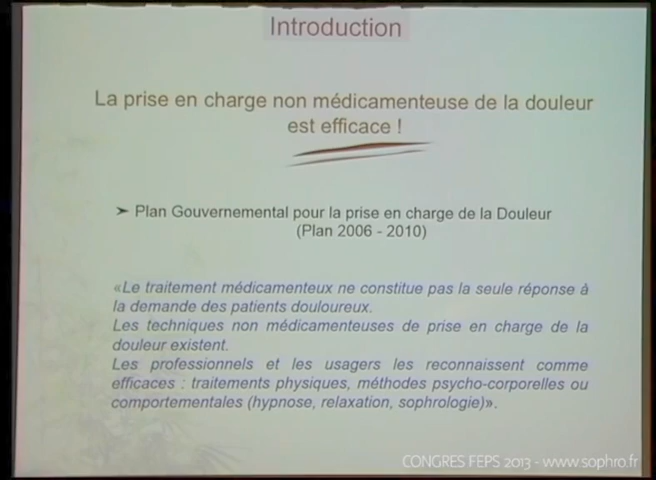 Introduction
La prise en charge non médicamenteuse de la douleur
est efficace !
➤ Plan Gouvernemental pour la prise en charge de la Douleur
(Plan 2006 - 2010)
«Le traitement médicamenteux ne constitue pas la seule réponse à
la demande des patients douloureux.
Les techniques non médicamenteuses de prise en charge de la
douleur existent.
Les professionnels et les usagers les reconnaissent comme
efficaces : traitements physiques, méthodes psycho-corporelles ou
comportementales (hypnose, relaxation, sophrologie)».
CONGRES FEPS 2013 - www.sophro.fr